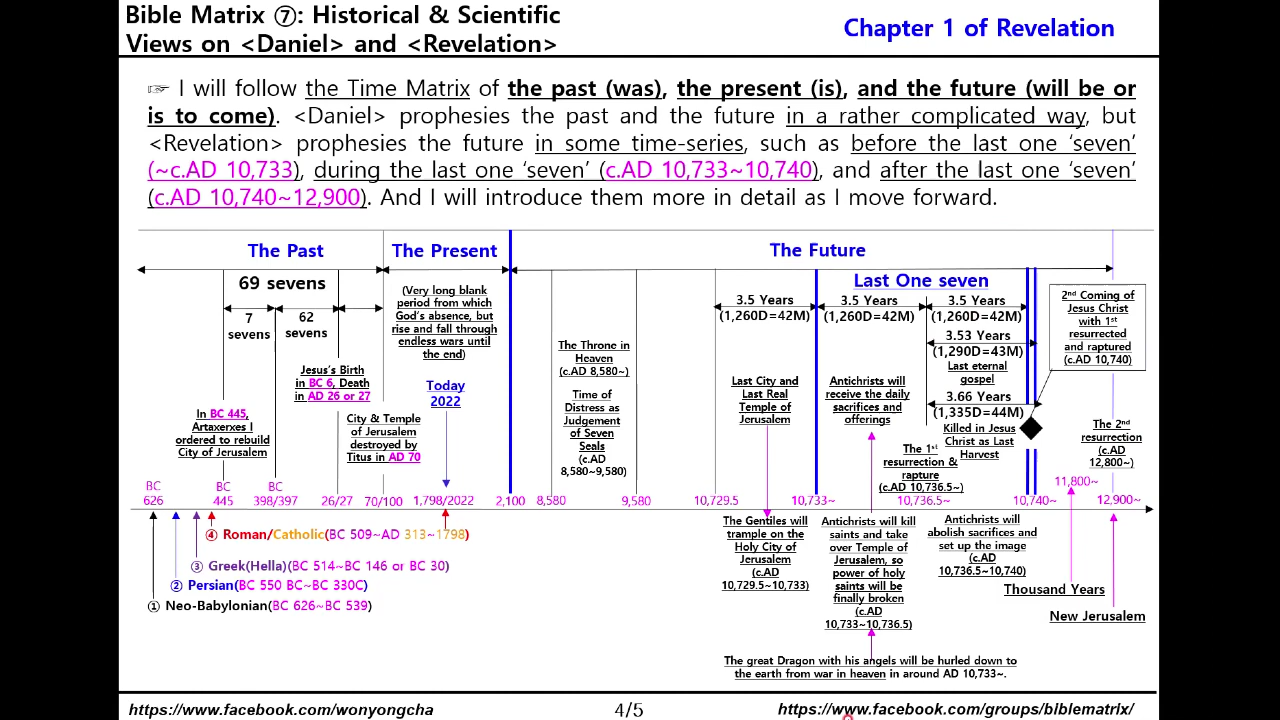 Bible Matrix ⑦: Historical & Scientific
Views on <Daniel> and <Revelation>
Chapter 1 of Revelation
☞ I will follow the Time Matrix of the past (was), the present (is), and the future (will be or
is to come). <Daniel> prophesies the past and the future in a rather complicated way, but
<Revelation> prophesies the future in some time-series, such as before the last one ‘seven’
(~c.AD 10,733), during the last one ‘seven’ (c.AD 10,733~10,740), and after the last one ‘seven’
(c.AD 10,740~12,900). And I will introduce them more in detail as I move forward.
The Past
The Present
The Future
69 sevens
7
sevens
62
sevens
(Very long blank
period from which
God’s absence, but
rise and fall through
endless wars until
the end)
Last One seven
3.5 Years
(1,260D=42M)
3.5 Years
(1,260D=42M)
3.5 Years
(1,260D=42M)
3.53 Years
(1,290D=43M)
Last eternal
gospel
3.66 Years
(1,335D=44M)
Killed in Jesus
Christ as Last
Harvest
2nd Coming of
Jesus Christ
with 1st
resurrected
and raptured
(c.AD 10,740)
Jesus’s Birth
in BC 6, Death
in AD 26 or 27
In BC 445,
Artaxerxes I
ordered to rebuild
City of Jerusalem
City & Temple
of Jerusalem
destroyed by
Titus in AD 70
Today
2022
The Throne in
Heaven
(c.AD 8,580~)
Time of
Distress as
Judgement
of Seven
Seals
(c.AD
8,580~9,580)
Last City and
Last Real
Temple of
Jerusalem
Antichrists will
receive the daily
sacrifices and
offerings
The 1st
resurrection &
rapture
(c.AD 10,736.5~)
The 2nd
resurrection
(c.AD
12,800~)
BC
626
BC
445
BC
398/397
26/27
70/100
1,798/2022
2,100
8,580
9,580
10,729.5
10,733~
10,736.5~
10,740~
11,800~
12,900~
④ Roman/Catholic(BC 509~AD 313~1798)
③ Greek(Hella)(BC 514~BC 146 or BC 30)
② Persian(BC 550 BC~BC 330C)
① Neo-Babylonian(BC 626~BC 539)
The Gentiles will
trample on the
Holy City of
Jerusalem
(c.AD
10,729.5~10,733)
Antichrists will kill
saints and take
over Temple of
Jerusalem, so
power of holy
saints will be
finally broken
(c.AD
10,733~10,736.5)
Antichrists will
abolish sacrifices and
set up the image
(c.AD
10,736.5~10,740)
Thousand Years
New Jerusalem
The great Dragon with his angels will be hurled down to
the earth from war in heaven in around AD 10,733~.
https://www.facebook.com/wonyongcha
4/5
https://www.facebook.com/groups/biblematrix/